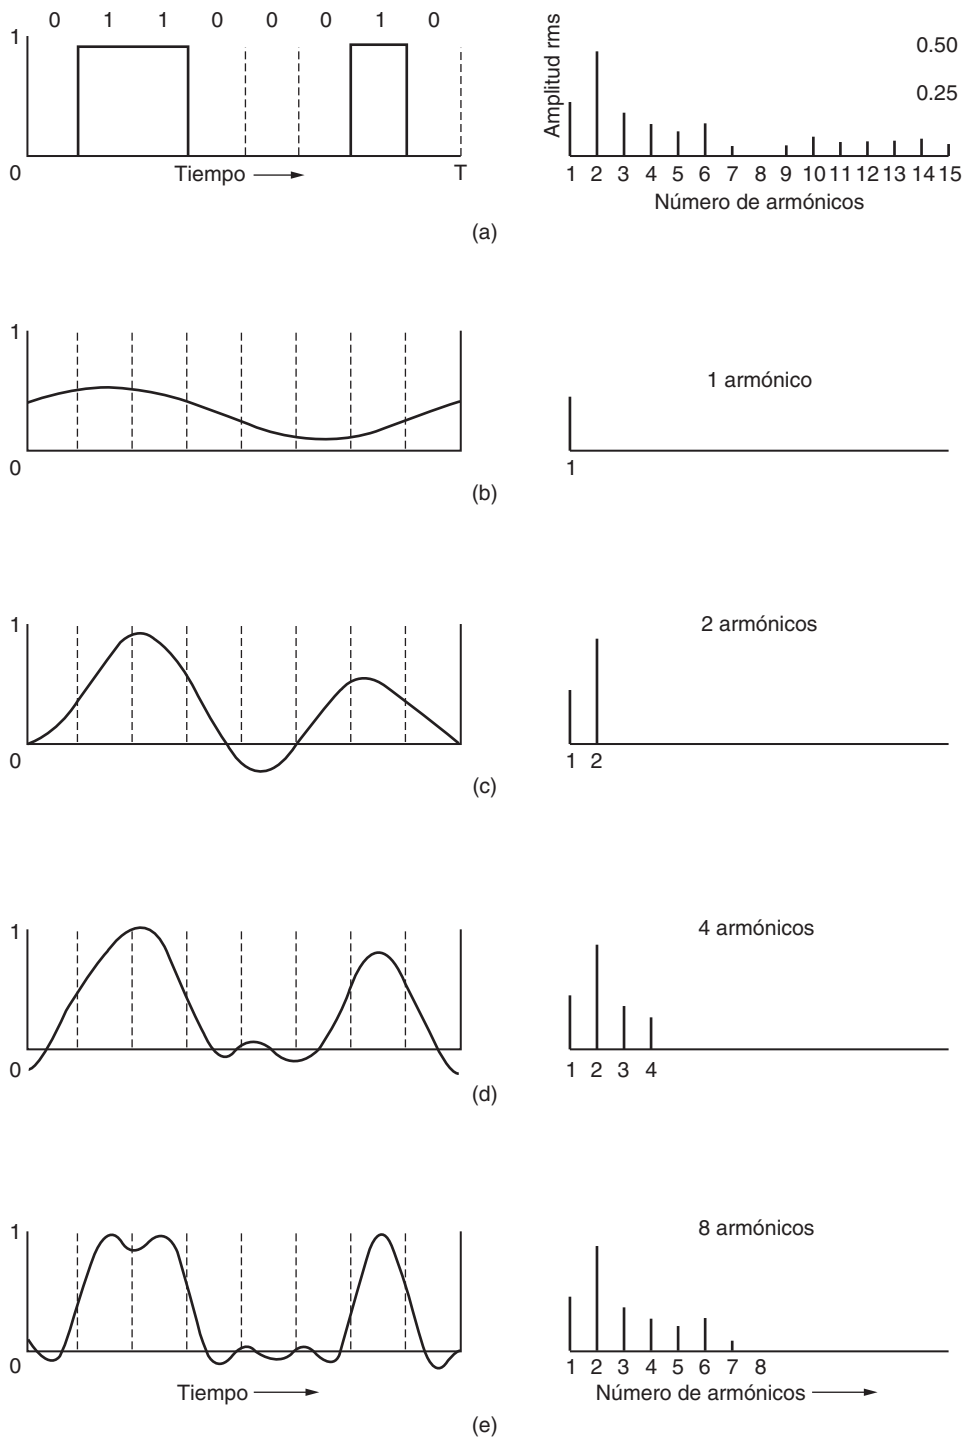 0 1 1 0 0 0 1 0
1
0
Tiempo
T
Amplitud rms
0.50
0.25
1 2 3 4 5 6 7 8 9 10 11 12 13 14 15
Número de armónicos
(a)
1
0
1 armónico
1
(b)
1
0
2 armónicos
1 2
(c)
1
0
4 armónicos
1 2 3 4
(d)
1
0
Tiempo
8 armónicos
1 2 3 4 5 6 7 8
Número de armónicos
(e)